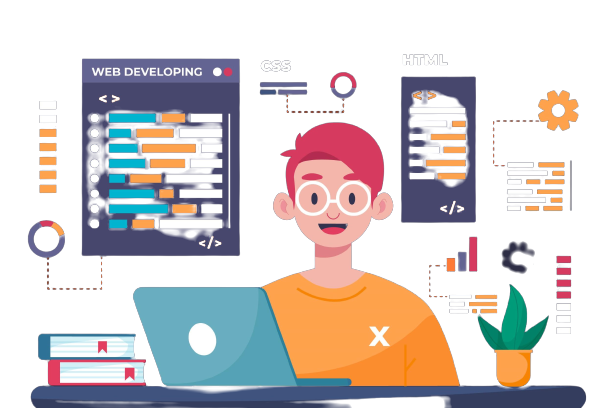 WEB DEVELOPING
CSS
HTML
< >
</>
</>
</>
X